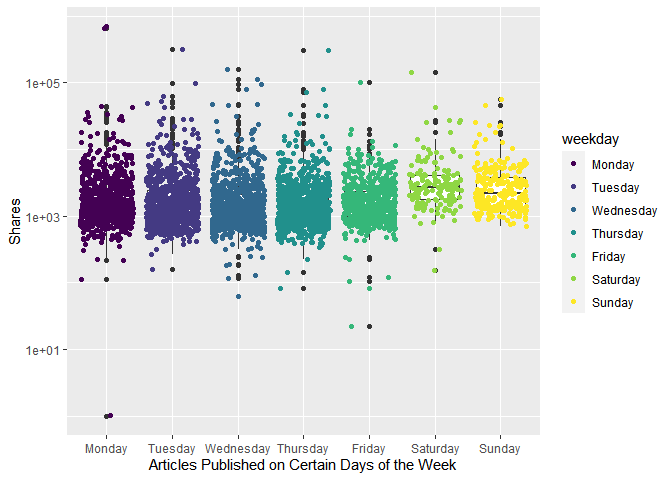 1e+05
1e+03
1e+01
Shares
Monday Tuesday Wednesday Thursday Friday Saturday Sunday
Articles Published on Certain Days of the Week
weekday
Monday
Tuesday
Wednesday
Thursday
Friday
Saturday
Sunday